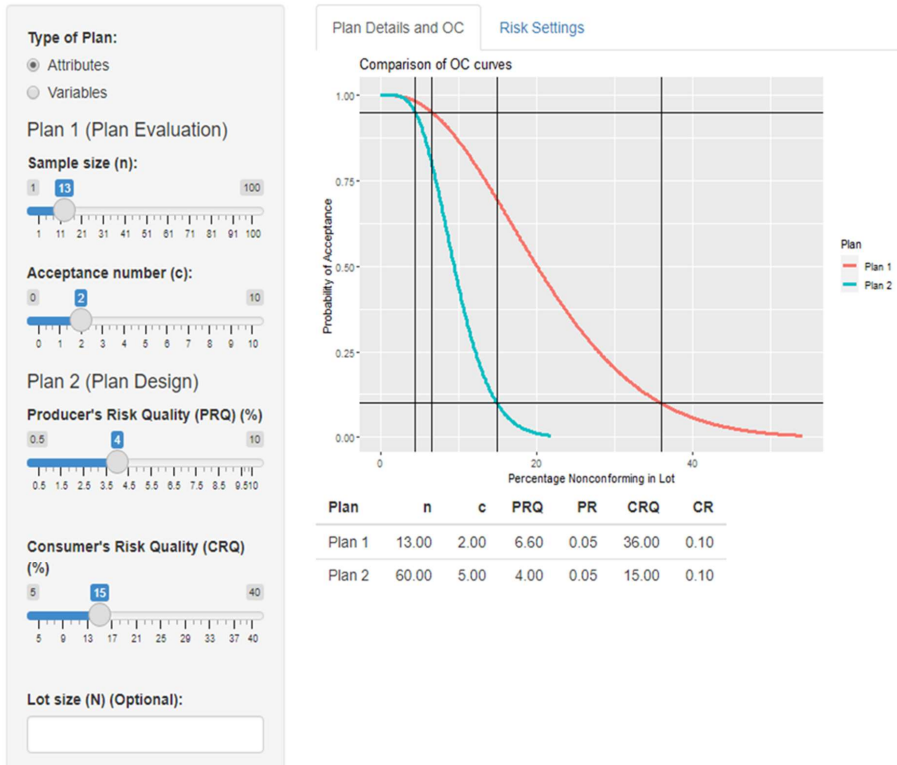 Type of Plan:
Attributes
Variables
Plan 1 (Plan Evaluation)
Sample size (n):
1 13 100
1 11 21 31 41 51 61 71 81 91 100
Acceptance number (c):
0 2 10
0 1 2 3 4 5 6 7 8 9 10
Plan 2 (Plan Design)
Producer's Risk Quality (PRQ) (%)
0.5 4 10
0.5 1.5 2.5 3.5 4.5 5.5 6.5 7.5 8.5 9.510
Consumer's Risk Quality (CRQ)
(%)
5 15 40
5 9 13 17 21 25 29 33 37 40
Lot size (N) (Optional):
Plan Details and OC Risk Settings
Comparison of OC curves
Probability of Acceptance
1.00
0.75
0.50
0.25
0.00
0 20 40
Percentage Nonconforming in Lot
Plan
Plan 1
Plan 2
Plan n c PRQ PR CRQ CR
Plan 1 13.00 2.00 6.60 0.05 36.00 0.10
Plan 2 60.00 5.00 4.00 0.05 15.00 0.10